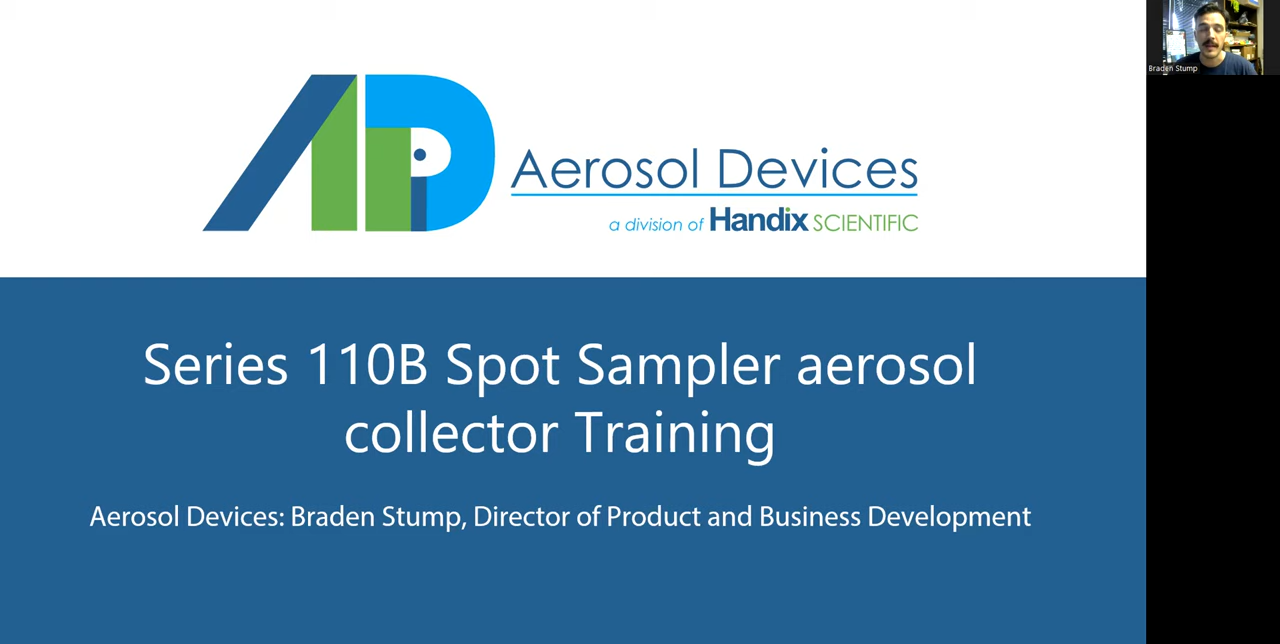 Braden Stump
Aerosol Devices
a division of Handix SCIENTIFIC
Series 110B Spot Sampler aerosol
collector Training
Aerosol Devices: Braden Stump, Director of Product and Business Development